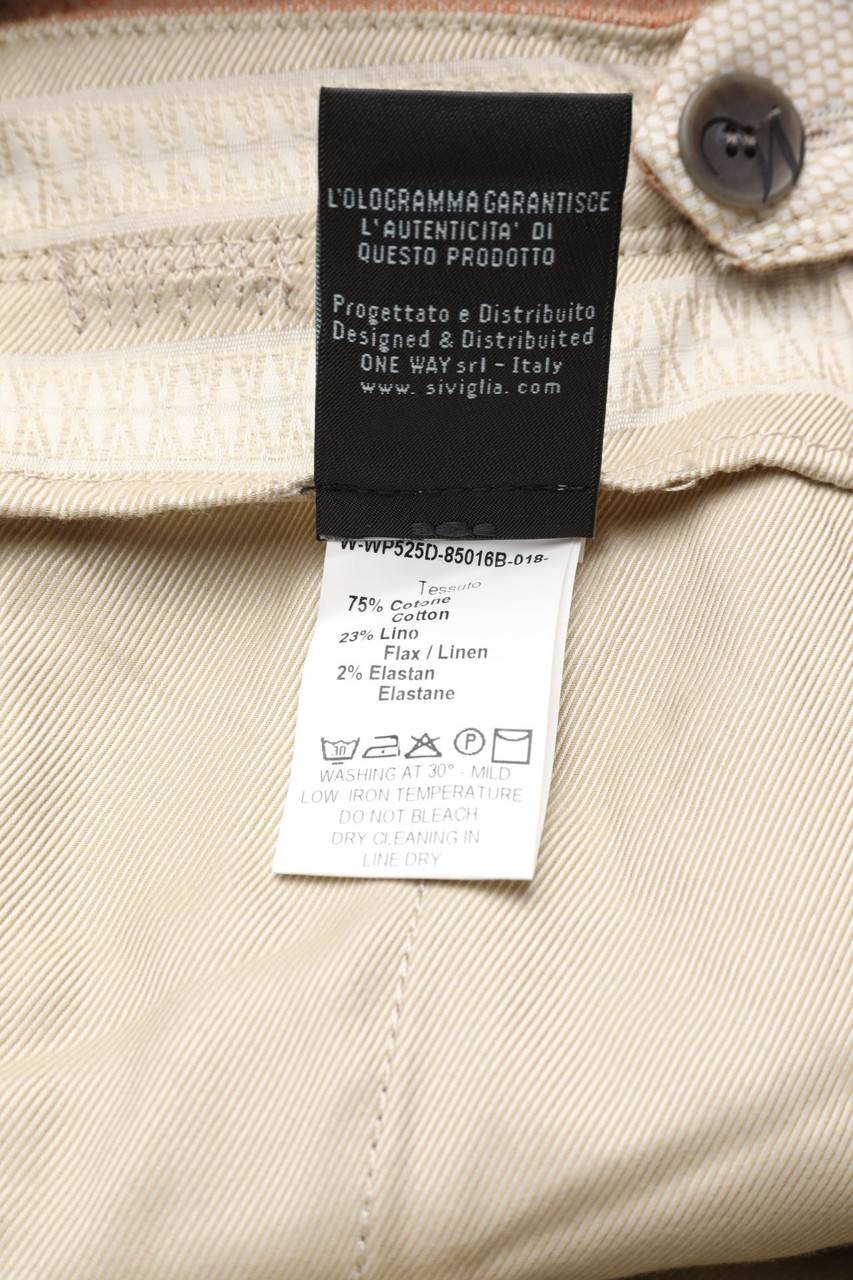 L'OLOGRAMMA GARANTISCE
L'AUTENTICITA' DI
QUESTO PRODOTTO
Progettato e Distribuito
Designed & Distribuited
ONE WAY srl - Italy
www. siviglia. com
W-WP525D-85016B-018-
Tessuto
75% Cotone
Cotton
23% Lino
Flax / Linen
2% Elastan
Elastane
30 P
WASHING AT 30° - MILD
LOW IRON TEMPERATURE
DO NOT BLEACH
DRY CLEANING IN
LINE DRY